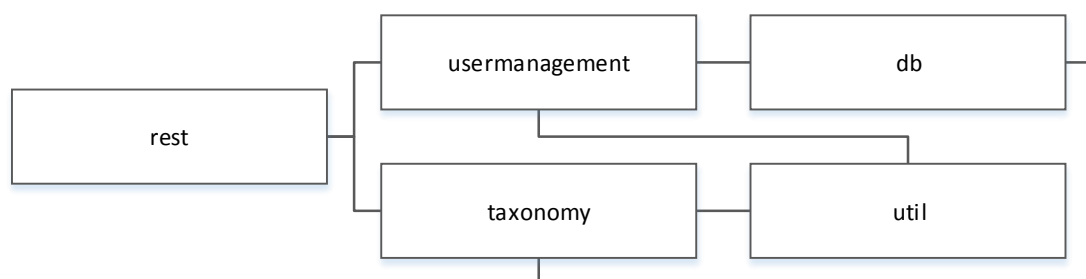 usermanagement
db
rest
taxonomy
util